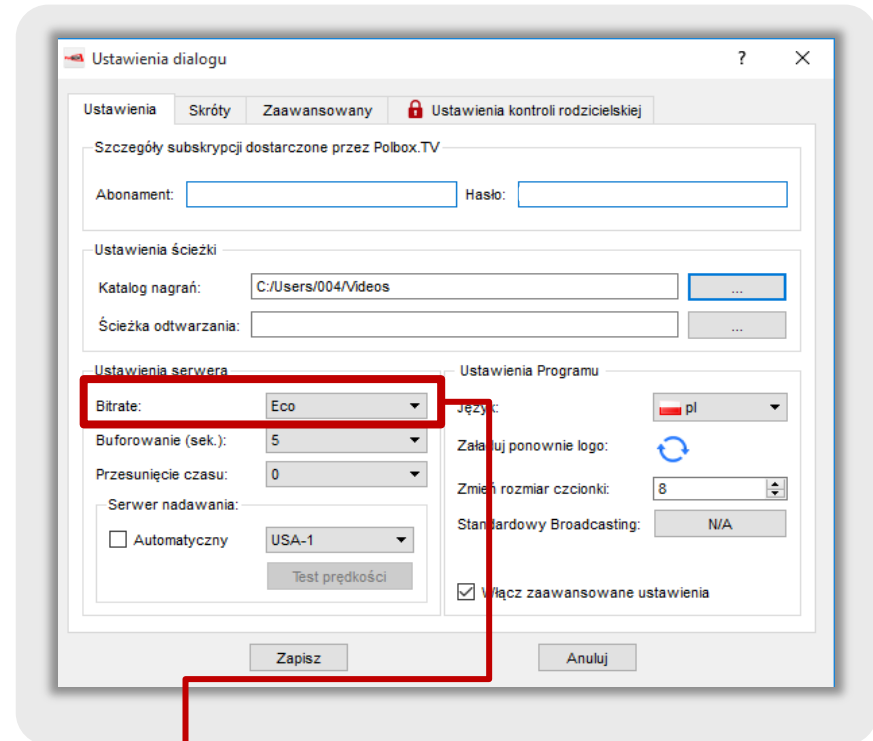 Ustawienia dialogu ?
Ustawienia Skróty Zaawansowany Ustawienia kontroli rodzicielskiej
Szczegóły subskrypcji dostarczone przez Polbox.TV
Abonament: Hasło:
Ustawienia ścieżki
Katalog nagrań: C:/Users/004/Videos ...
Ścieżka odtwarzania: ...
Ustawienia serwera
Bitrate: Eco
Buforowanie (sek.): 5
Przesunięcie czasu: 0
Serwer nadawania:
Automatyczny USA-1
Test prędkości
Ustawienia Programu
Język: pl
Załaduj ponownie logo:
Zmień rozmiar czcionki: 8
Standardowy Broadcasting: N/A
Włącz zaawansowane ustawienia
Zapisz Anuluj